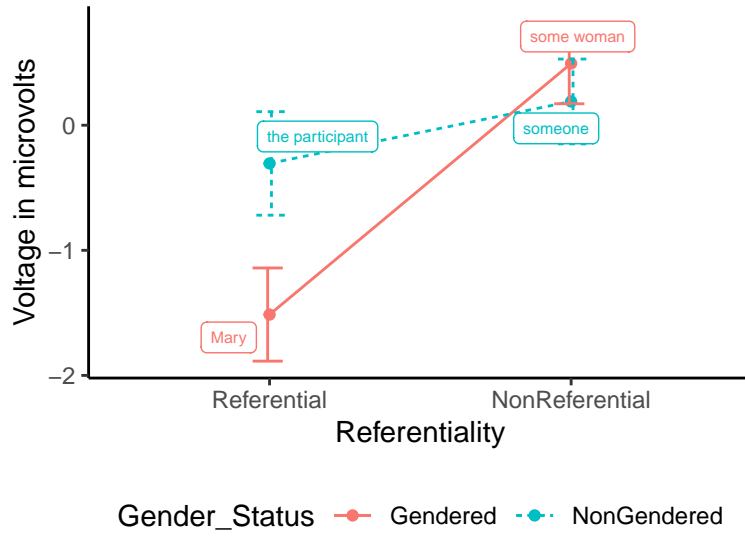 some woman
0
the participant
someone
Voltage in microvolts
−1
Mary
−2
Referential NonReferential
Referentiality
Gender_Status Gendered NonGendered